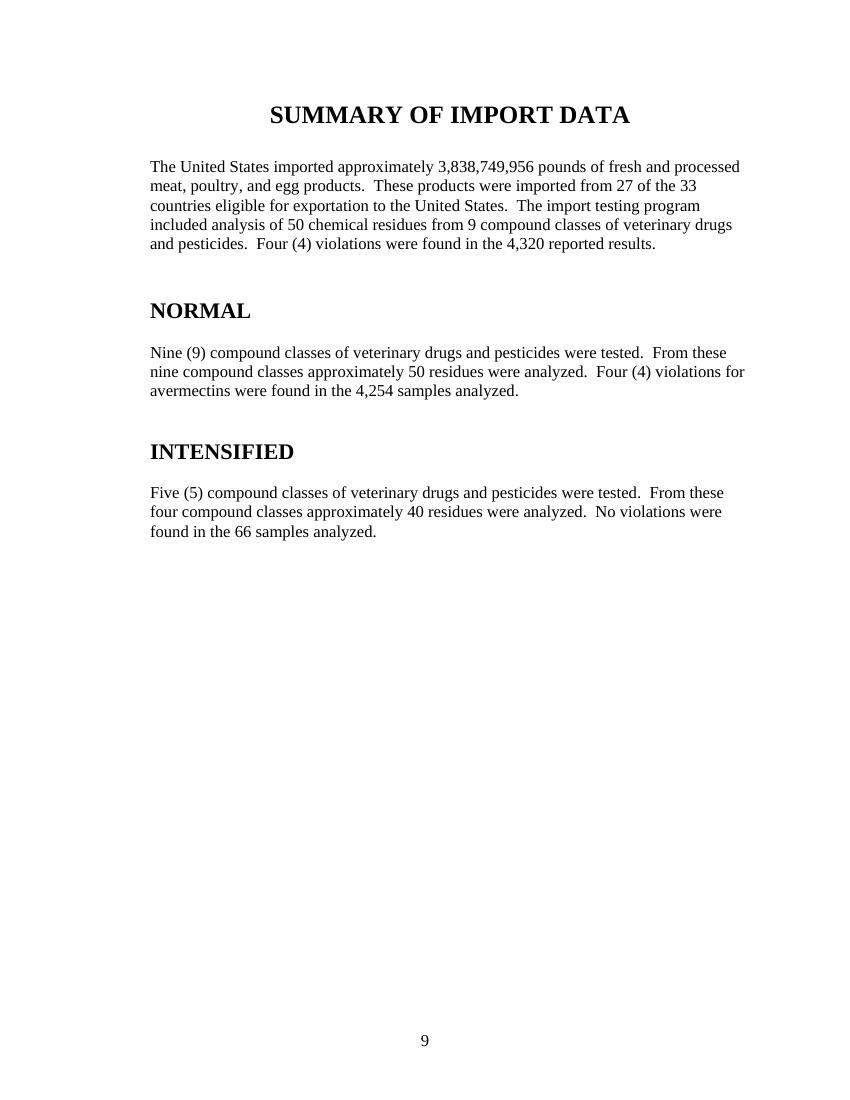 SUMMARY OF IMPORT DATA
The United States imported approximately 3,838,749,956 pounds of fresh and processed
meat, poultry, and egg products.  These products were imported from 27 of the 33
countries eligible for exportation to the United States.  The import testing program
included analysis of 50 chemical residues from 9 compound classes of veterinary drugs
and pesticides.  Four (4) violations were found in the 4,320 reported results.
NORMAL
Nine (9) compound classes of veterinary drugs and pesticides were tested.  From these
nine compound classes approximately 50 residues were analyzed.  Four (4) violations for
avermectins were found in the 4,254 samples analyzed.
INTENSIFIED
Five (5) compound classes of veterinary drugs and pesticides were tested.  From these
four compound classes approximately 40 residues were analyzed.  No violations were
found in the 66 samples analyzed.
9